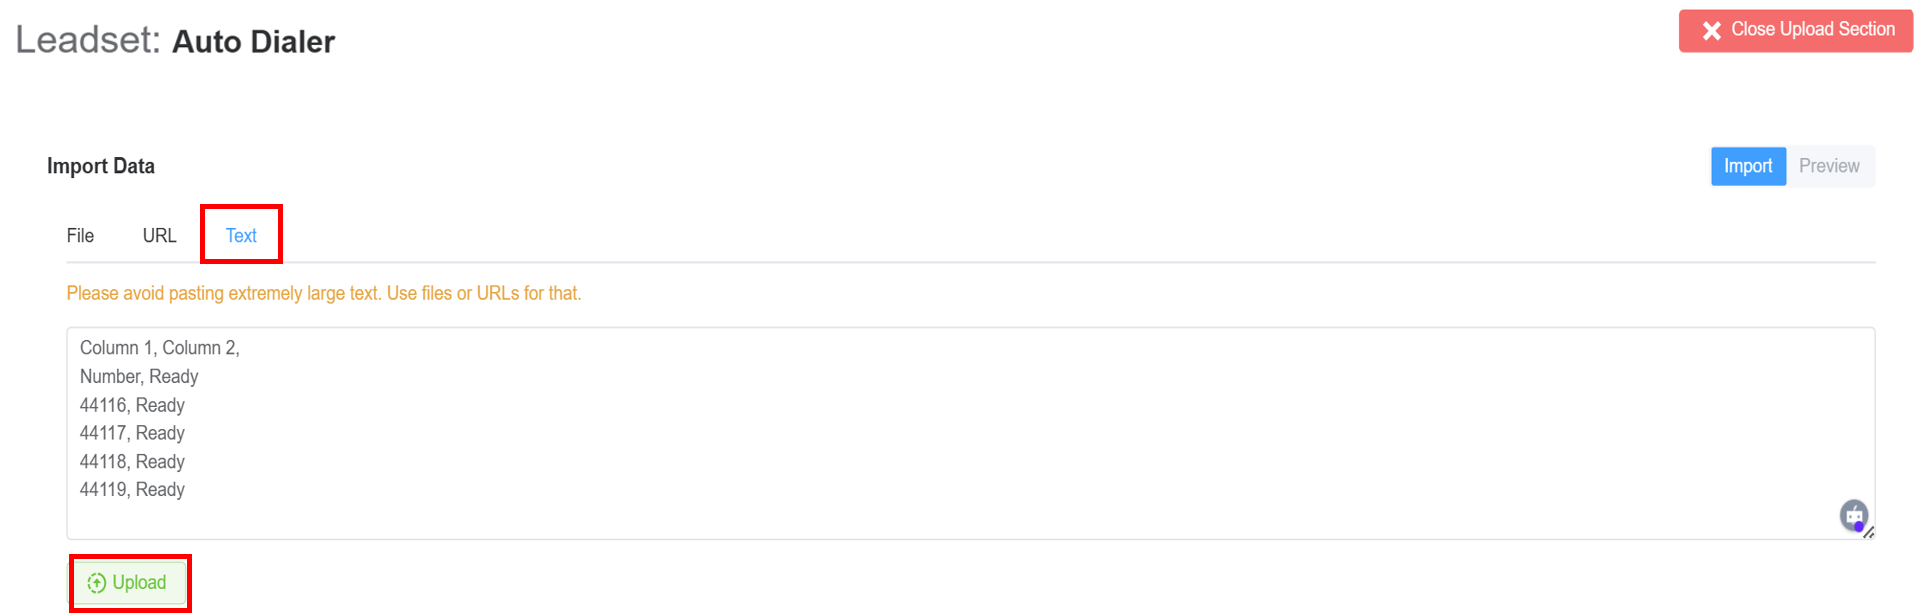 Leadset: Auto Dialer
Close Upload Section
Import Data
Import Preview
File URL Text
Please avoid pasting extremely large text. Use files or URLs for that.
Column 1, Column 2,
Number, Ready
44116, Ready
44117, Ready
44118, Ready
44119, Ready
Upload